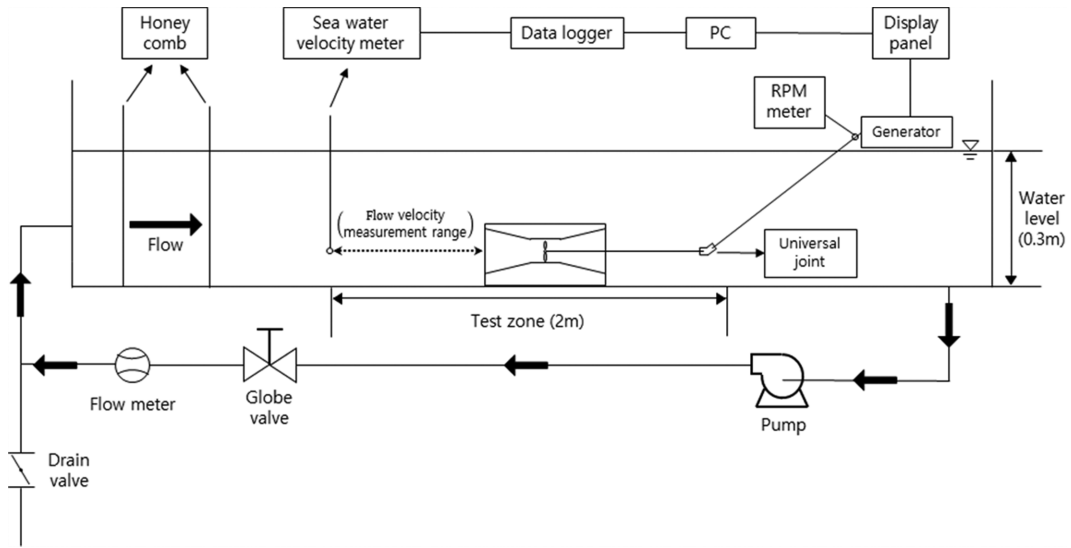 Honey
comb
Sea water
velocity meter
Data logger
PC
Display
panel
RPM
meter
Generator
Flow velocity
(measurement range)
Flow
Universal
joint
Water
level
(0.3m)
Test zone (2m)
Flow meter
Globe
valve
Pump
Drain
valve